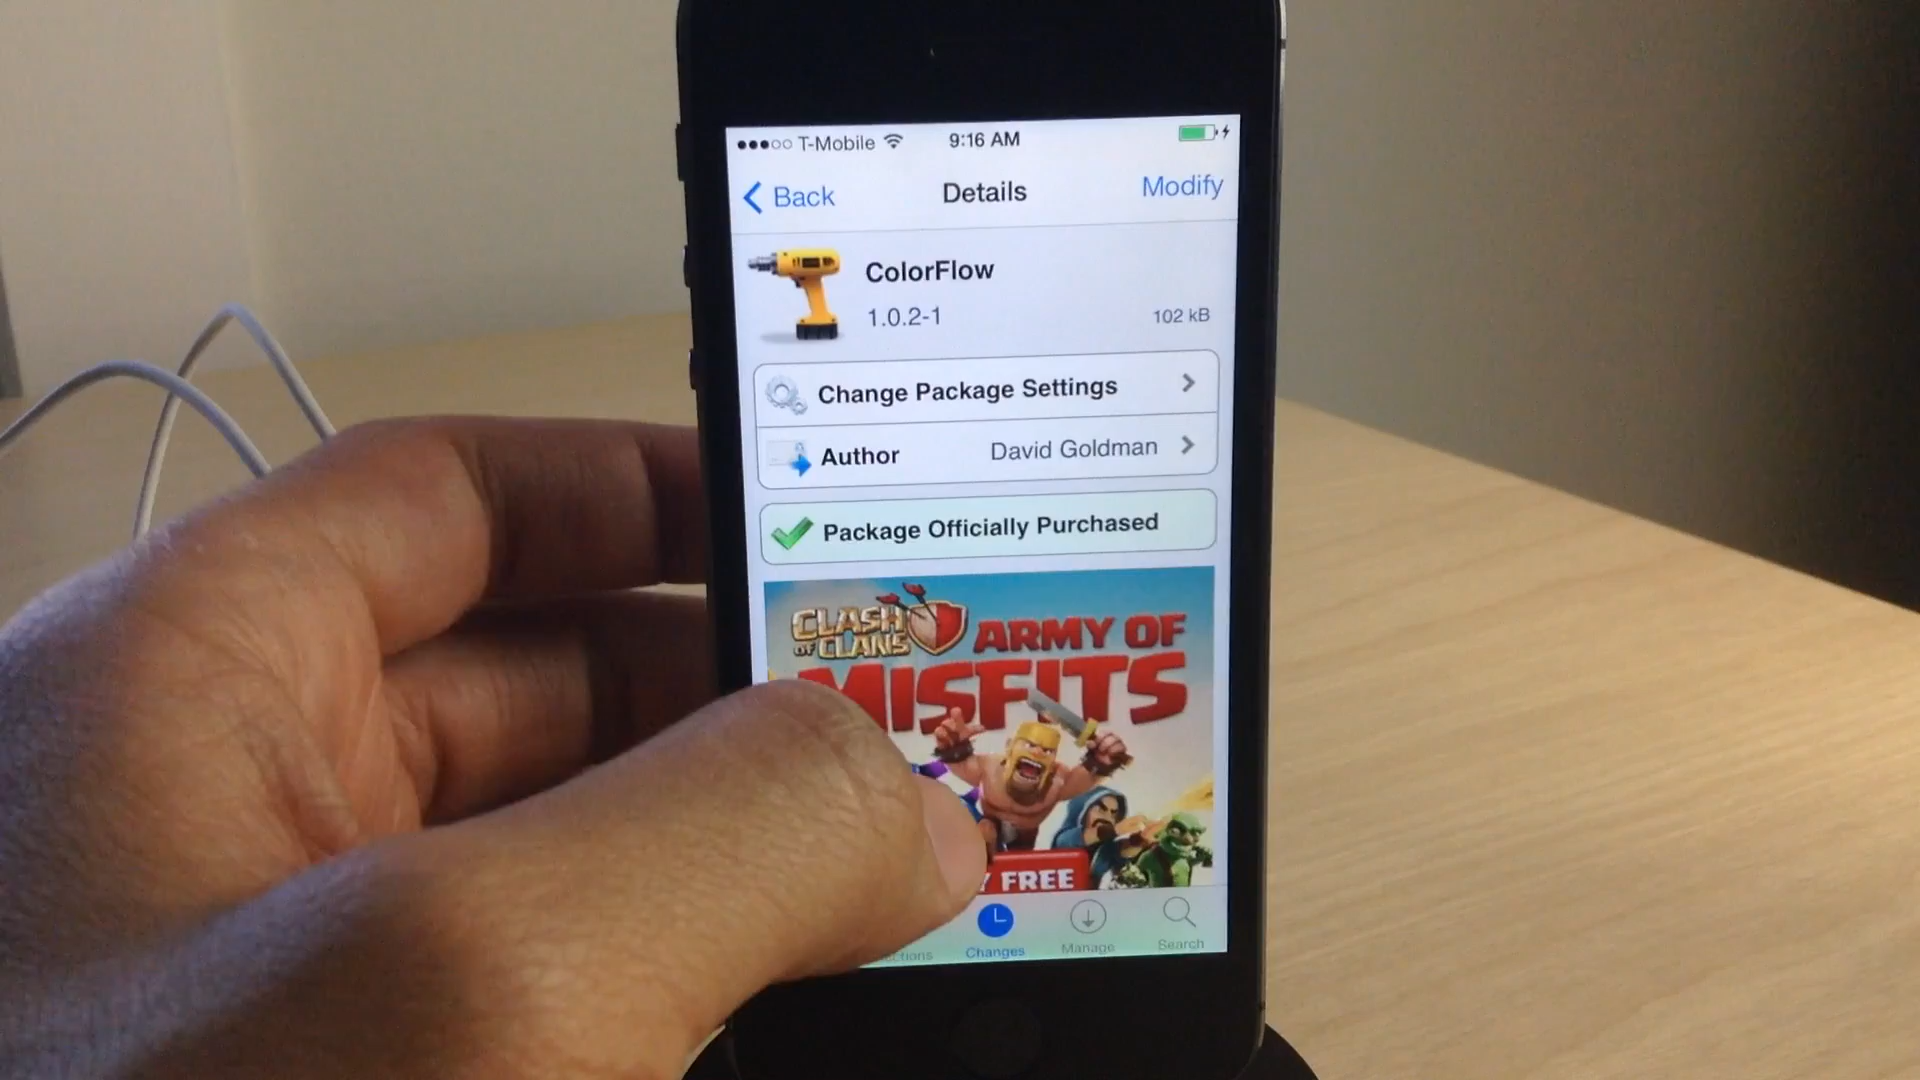 T-Mobile 9:16 AM
Back Details Modify
ColorFlow
1.0.2-1 102 kB
Change Package Settings
Author David Goldman
Package Officially Purchased
CLASH ARMY OF
OF CLANS
MISFITS
FREE
Changes Manage Search